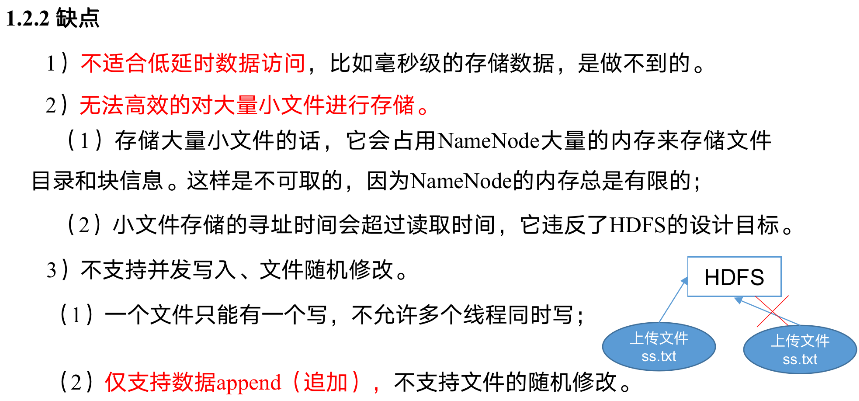 1.2.2 缺点
1）不适合低延时数据访问，比如毫秒级的存储数据，是做不到的。
2）无法高效的对大量小文件进行存储。
（1）存储大量小文件的话，它会占用NameNode大量的内存来存储文件
目录和块信息。这样是不可取的，因为NameNode的内存总是有限的；
（2）小文件存储的寻址时间会超过读取时间，它违反了HDFS的设计目标。
3）不支持并发写入、文件随机修改。
（1）一个文件只能有一个写，不允许多个线程同时写；
（2）仅支持数据append（追加），不支持文件的随机修改。
HDFS
上传文件
ss.txt
上传文件
ss.txt